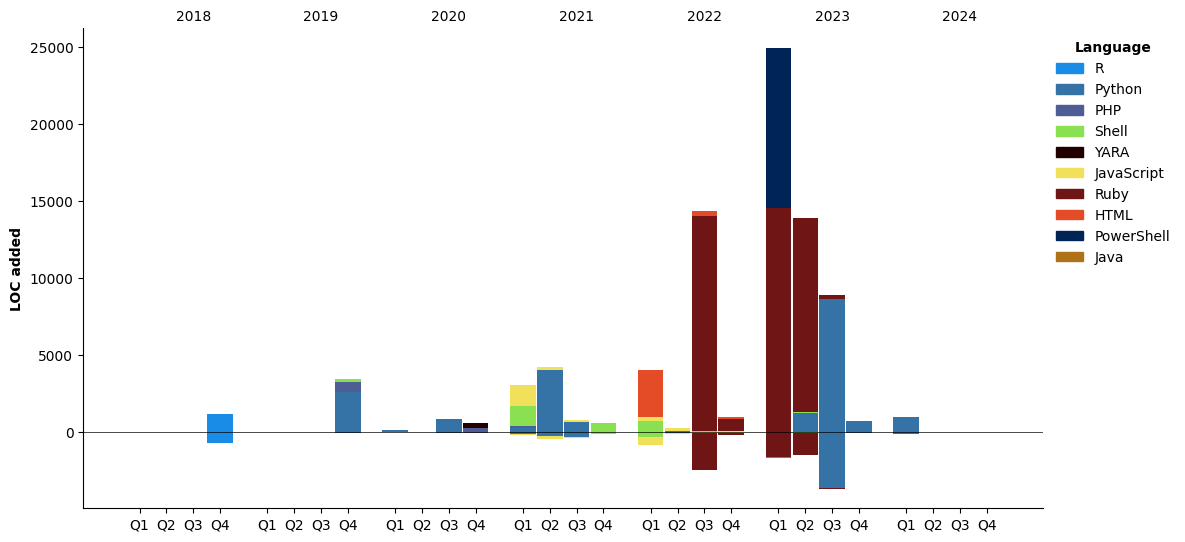 2018 2019 2020 2021 2022 2023 2024
25000
20000
15000
10000
5000
0
LOC added
Q1 Q2 Q3 Q4 Q1 Q2 Q3 Q4 Q1 Q2 Q3 Q4 Q1 Q2 Q3 Q4 Q1 Q2 Q3 Q4 Q1 Q2 Q3 Q4 Q1 Q2 Q3 Q4
Language
R
Python
PHP
Shell
YARA
JavaScript
Ruby
HTML
PowerShell
Java